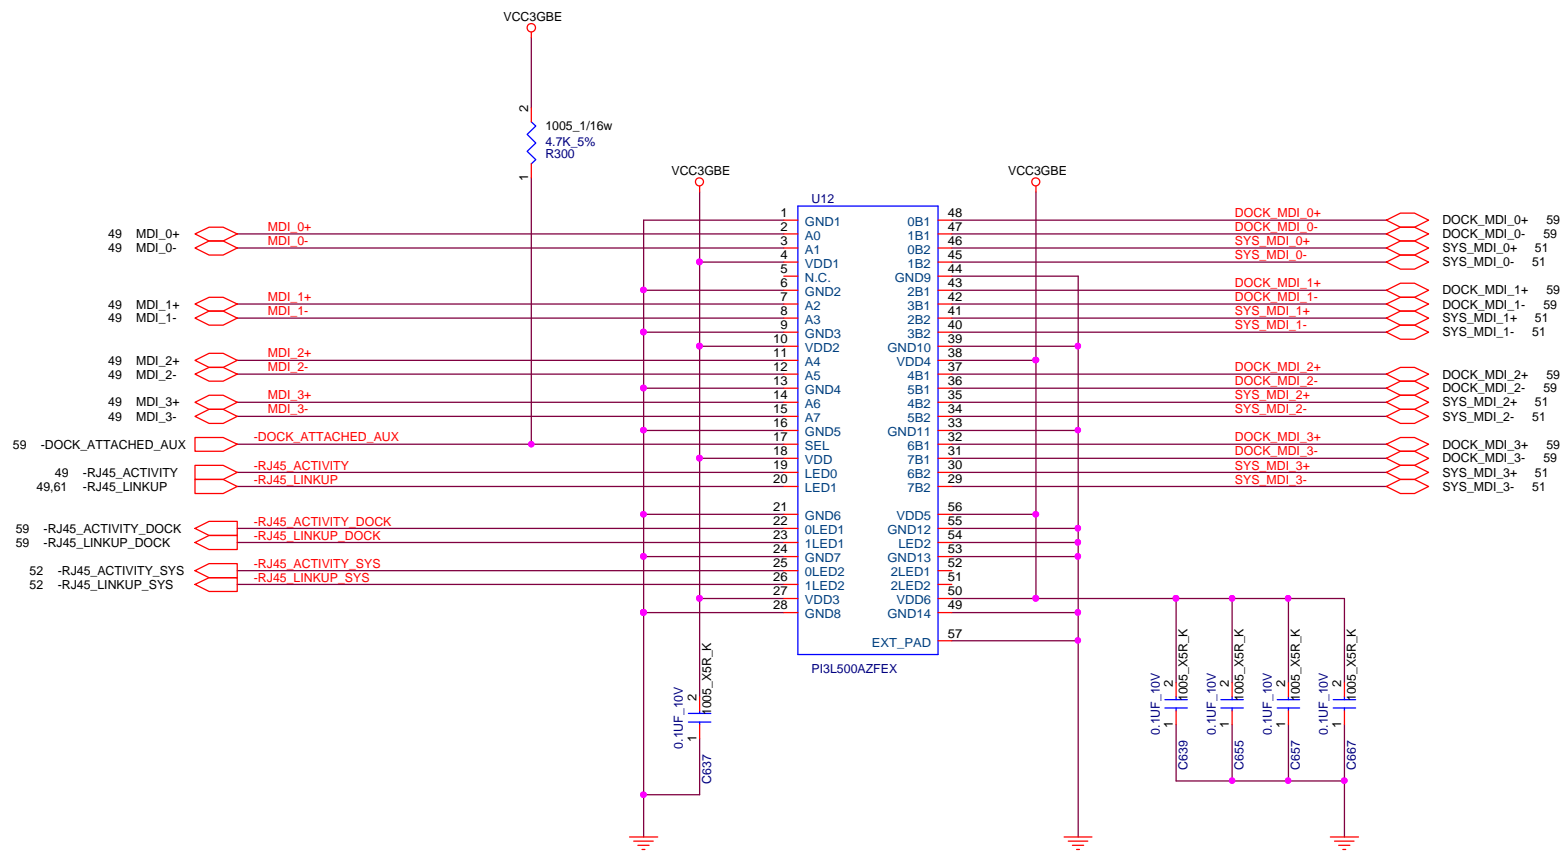 VCC3GBE
2
1005_1/16w
4.7K_5%
R300
1
VCC3GBE
VCC3GBE
U12
49 MDI_0+ MDI_0+
49 MDI_0- MDI_0-
49 MDI_1+ MDI_1+
49 MDI_1- MDI_1-
49 MDI_2+ MDI_2+
49 MDI_2- MDI_2-
49 MDI_3+ MDI_3+
49 MDI_3- MDI_3-
59 -DOCK_ATTACHED_AUX -DOCK_ATTACHED_AUX
49 -RJ45_ACTIVITY -RJ45_ACTIVITY
49,61 -RJ45_LINKUP -RJ45_LINKUP
59 -RJ45_ACTIVITY_DOCK -RJ45_ACTIVITY_DOCK
59 -RJ45_LINKUP_DOCK -RJ45_LINKUP_DOCK
52 -RJ45_ACTIVITY_SYS -RJ45_ACTIVITY_SYS
52 -RJ45_LINKUP_SYS -RJ45_LINKUP_SYS
1 GND1
2 A0
3 A1
4 VDD1
5 N.C.
6 GND2
7 A2
8 A3
9 GND3
10 VDD2
11 A4
12 A5
13 GND4
14 A6
15 A7
16 GND5
17 SEL
18 VDD
19 LED0
20 LED1
21 GND6
22 0LED1
23 1LED1
24 GND7
25 0LED2
26 1LED2
27 VDD3
28 GND8
0B1 48 DOCK_MDI_0+ DOCK_MDI_0+ 59
1B1 47 DOCK_MDI_0- DOCK_MDI_0- 59
0B2 46 SYS_MDI_0+ SYS_MDI_0+ 51
1B2 45 SYS_MDI_0- SYS_MDI_0- 51
GND9 44
2B1 43 DOCK_MDI_1+ DOCK_MDI_1+ 59
3B1 42 DOCK_MDI_1- DOCK_MDI_1- 59
2B2 41 SYS_MDI_1+ SYS_MDI_1+ 51
3B2 40 SYS_MDI_1- SYS_MDI_1- 51
GND10 39
VDD4 38
4B1 37 DOCK_MDI_2+ DOCK_MDI_2+ 59
5B1 36 DOCK_MDI_2- DOCK_MDI_2- 59
4B2 35 SYS_MDI_2+ SYS_MDI_2+ 51
5B2 34 SYS_MDI_2- SYS_MDI_2- 51
GND11 33
6B1 32 DOCK_MDI_3+ DOCK_MDI_3+ 59
7B1 31 DOCK_MDI_3- DOCK_MDI_3- 59
6B2 30 SYS_MDI_3+ SYS_MDI_3+ 51
7B2 29 SYS_MDI_3- SYS_MDI_3- 51
VDD5 56
GND12 55
LED2 54
GND13 53
2LED1 52
2LED2 51
VDD6 50
GND14 49
EXT_PAD 57
PI3L500AZFEX
0.1UF_10V 1 2 1005_X5R_K C637
0.1UF_10V 1 2 1005_X5R_K C639
0.1UF_10V 1 2 1005_X5R_K C655
0.1UF_10V 1 2 1005_X5R_K C657
0.1UF_10V 1 2 1005_X5R_K C667